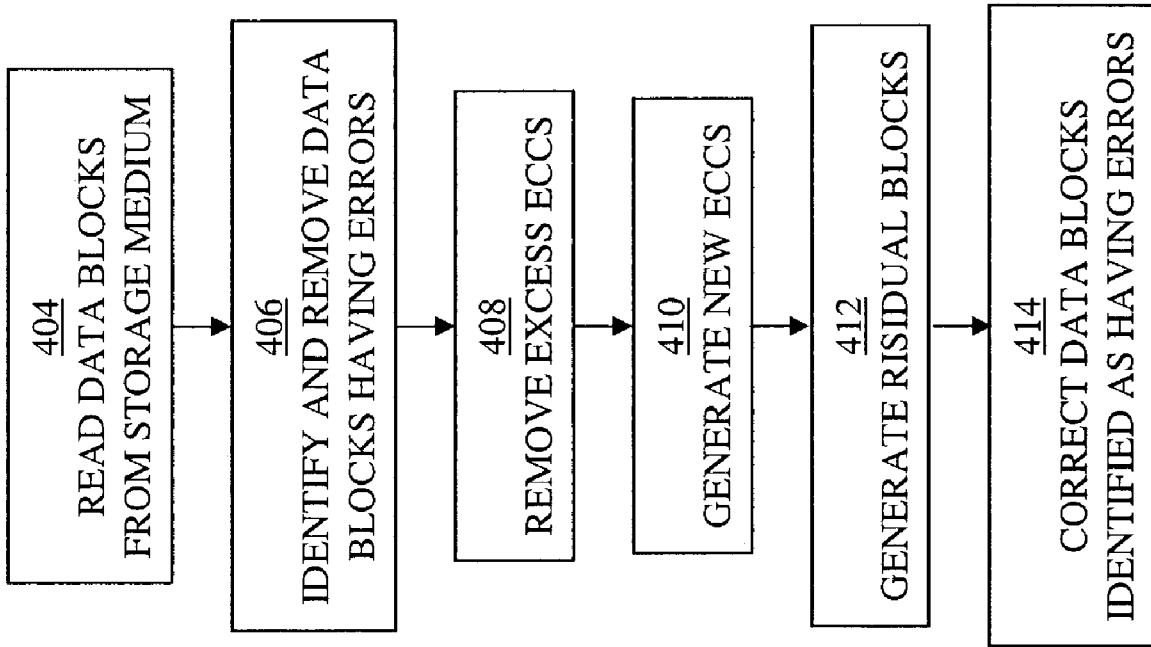 404
READ DATA BLOCKS
FROM STORAGE MEDIUM
406
IDENTIFY AND REMOVE DATA
BLOCKS HAVING ERRORS
408
REMOVE EXCESS ECCS
410
GENERATE NEW ECCS
412
GENERATE RISIDUAL BLOCKS
414
CORRECT DATA BLOCKS
IDENTIFIED AS HAVING ERRORS